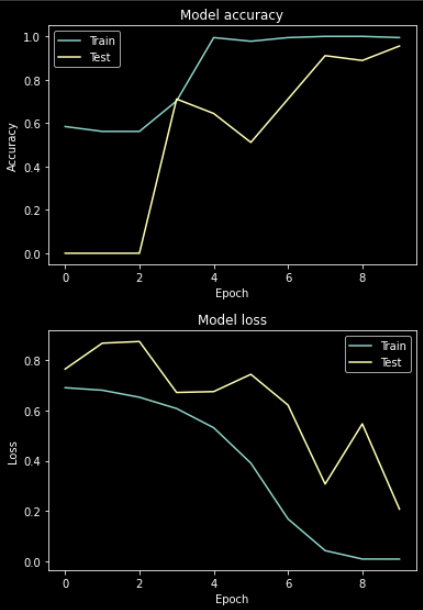 Model accuracy
Train
Test
1.0
0.8
0.6
0.4
0.2
0.0
Accuracy
0 2 4 6 8
Epoch
Model loss
Train
Test
0.8
0.6
0.4
0.2
0.0
Loss
0 2 4 6 8
Epoch